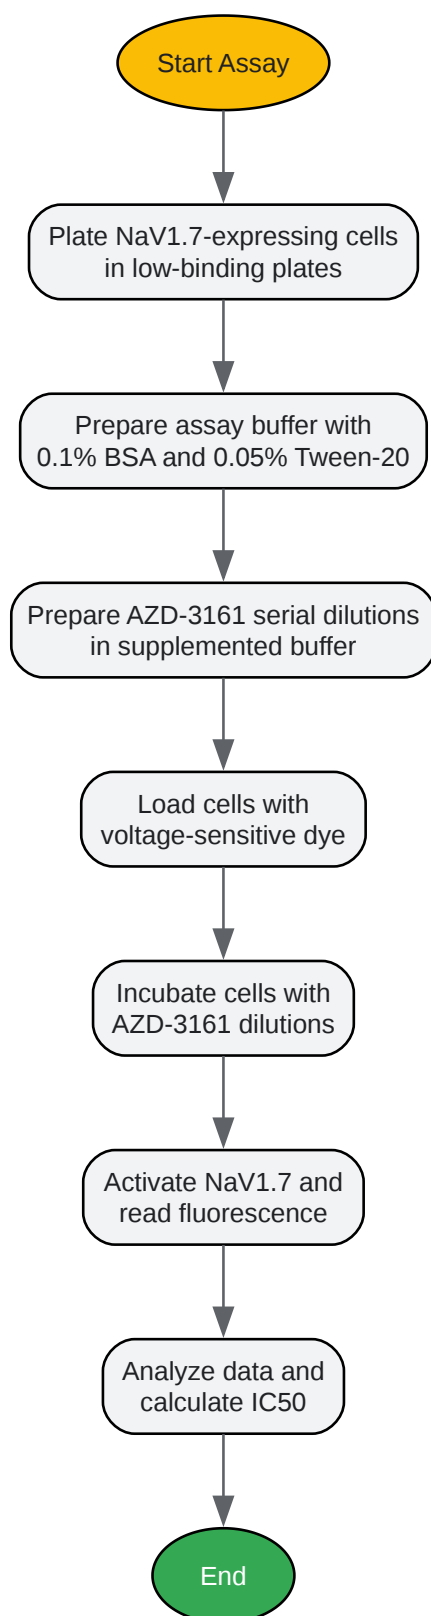 Start Assay
Plate NaV1.7-expressing cells
in low-binding plates
Prepare assay buffer with
0.1% BSA and 0.05% Tween-20
Prepare AZD-3161 serial dilutions
in supplemented buffer
Load cells with
voltage-sensitive dye
Incubate cells with
AZD-3161 dilutions
Activate NaV1.7 and
read fluorescence
Analyze data and
calculate IC50
End